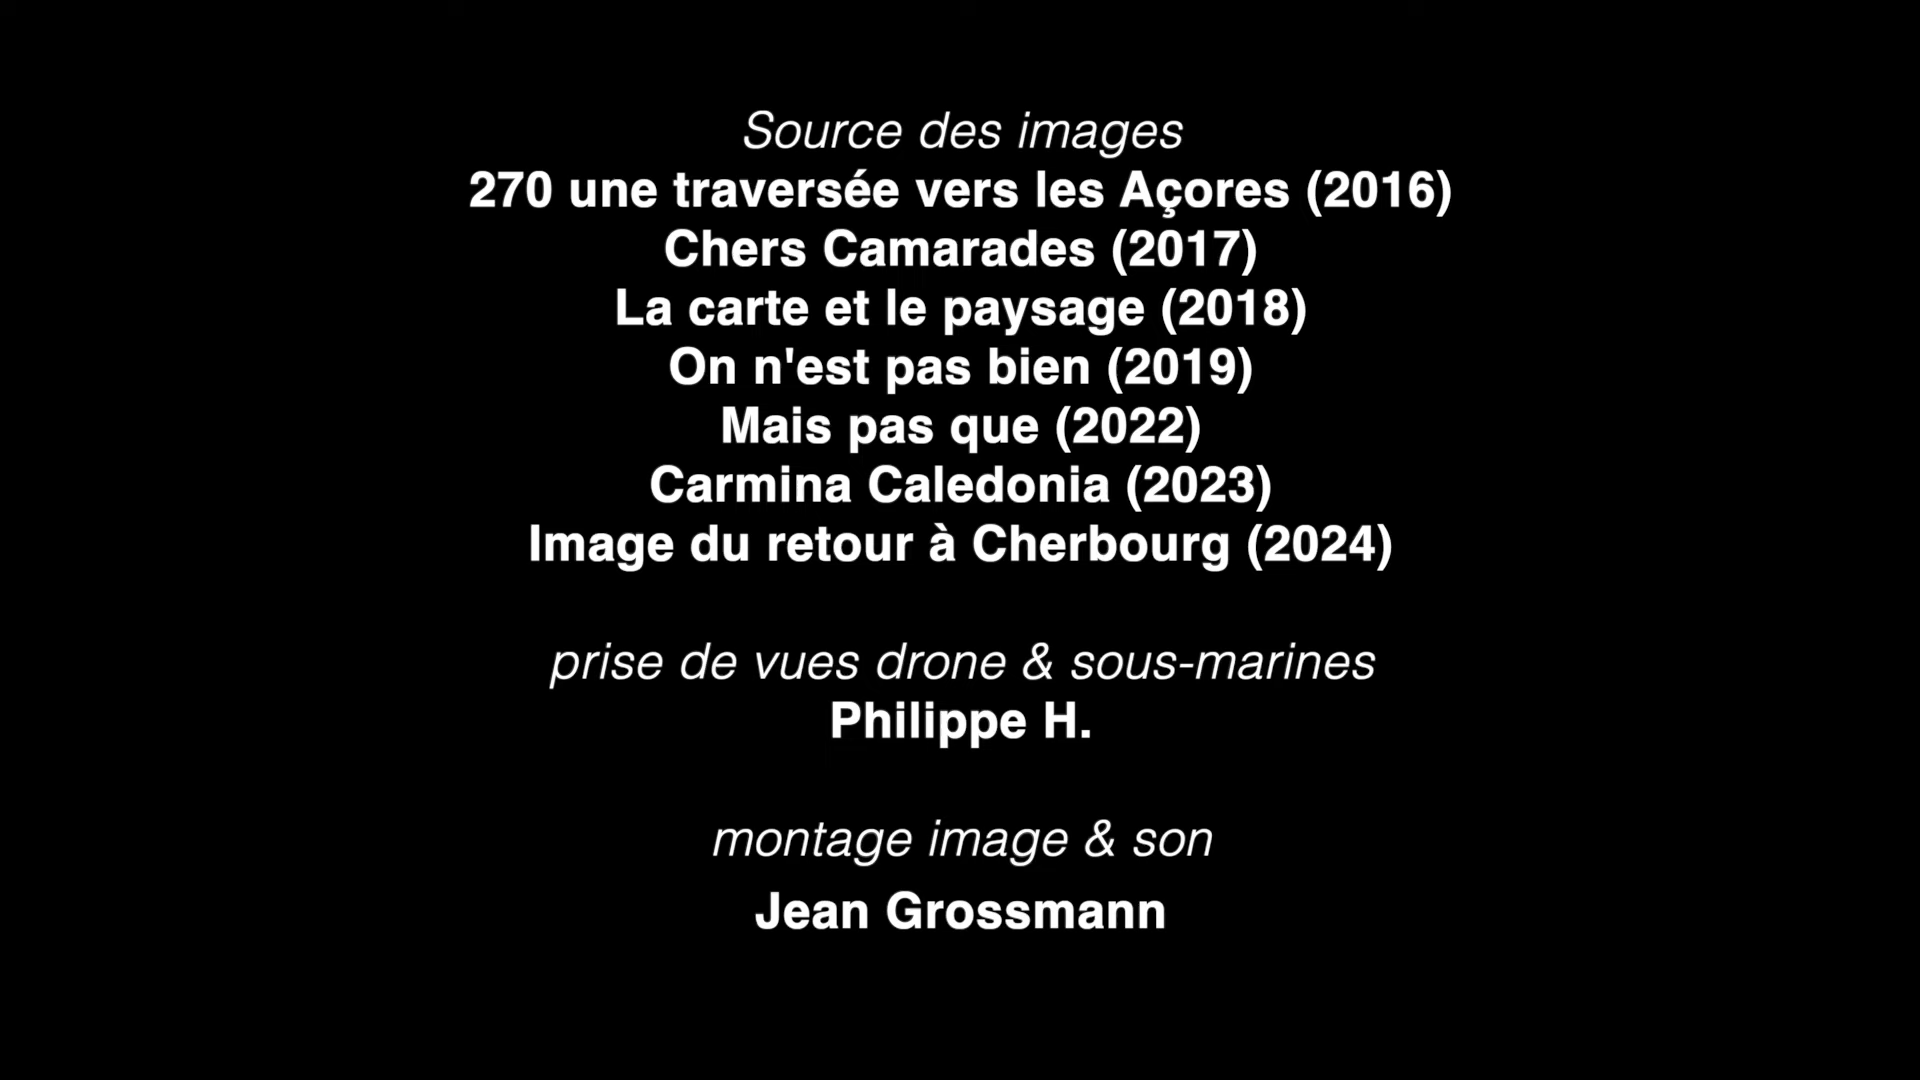 Source des images
270 une traversée vers les Açores (2016)
Chers Camarades (2017)
La carte et le paysage (2018)
On n'est pas bien (2019)
Mais pas que (2022)
Carmina Caledonia (2023)
Image du retour à Cherbourg (2024)
prise de vues drone & sous-marines
Philippe H.
montage image & son
Jean Grossmann